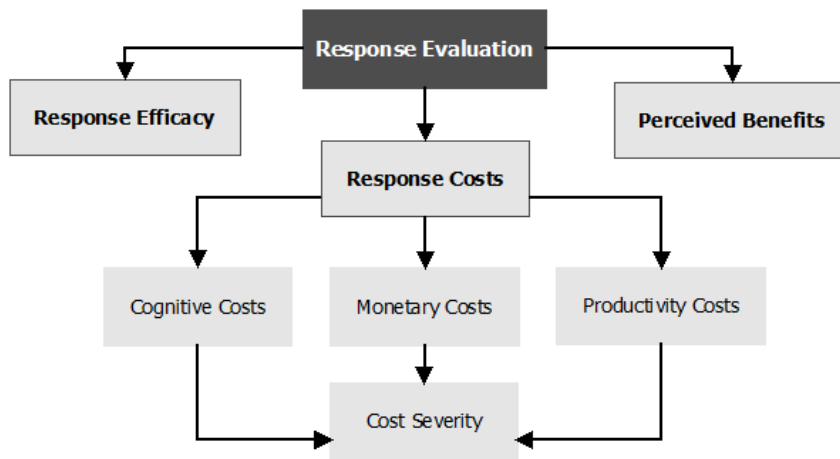 Response Evaluation
Response Efficacy
Perceived Benefits
Response Costs
Cognitive Costs
Monetary Costs
Productivity Costs
Cost Severity